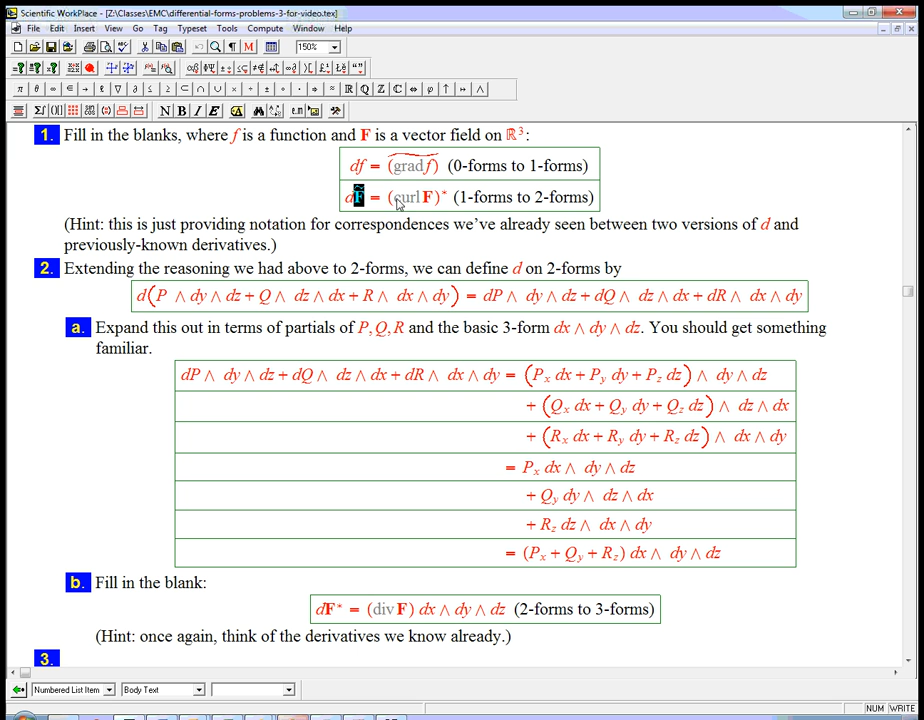 Scientific WorkPlace - [Z:\Classes\EMC\differential-forms-problems-3-for-video.tex]
File Edit View Insert Go Tag Typeset Tools Compute Window Help
150%
N B I E
1. Fill in the blanks, where f is a function and F is a vector field on ℝ³:
df = (grad f)~ (0-forms to 1-forms)
dF̃ = (curl F)* (1-forms to 2-forms)
(Hint: this is just providing notation for correspondences we've already seen between two versions of d and
previously-known derivatives.)
2. Extending the reasoning we had above to 2-forms, we can define d on 2-forms by
d(P ∧ dy ∧ dz + Q ∧ dz ∧ dx + R ∧ dx ∧ dy) = dP ∧ dy ∧ dz + dQ ∧ dz ∧ dx + dR ∧ dx ∧ dy
a. Expand this out in terms of partials of P, Q, R and the basic 3-form dx ∧ dy ∧ dz. You should get something
familiar.
dP ∧ dy ∧ dz + dQ ∧ dz ∧ dx + dR ∧ dx ∧ dy = (Pₓ dx + P_y dy + P_z dz) ∧ dy ∧ dz
+ (Qₓ dx + Q_y dy + Q_z dz) ∧ dz ∧ dx
+ (Rₓ dx + R_y dy + R_z dz) ∧ dx ∧ dy
= Pₓ dx ∧ dy ∧ dz
+ Q_y dy ∧ dz ∧ dx
+ R_z dz ∧ dx ∧ dy
= (Pₓ + Q_y + R_z) dx ∧ dy ∧ dz
b. Fill in the blank:
dF* = (div F) dx ∧ dy ∧ dz (2-forms to 3-forms)
(Hint: once again, think of the derivatives we know already.)
3.
Numbered List Item Body Text
NUM WRITE